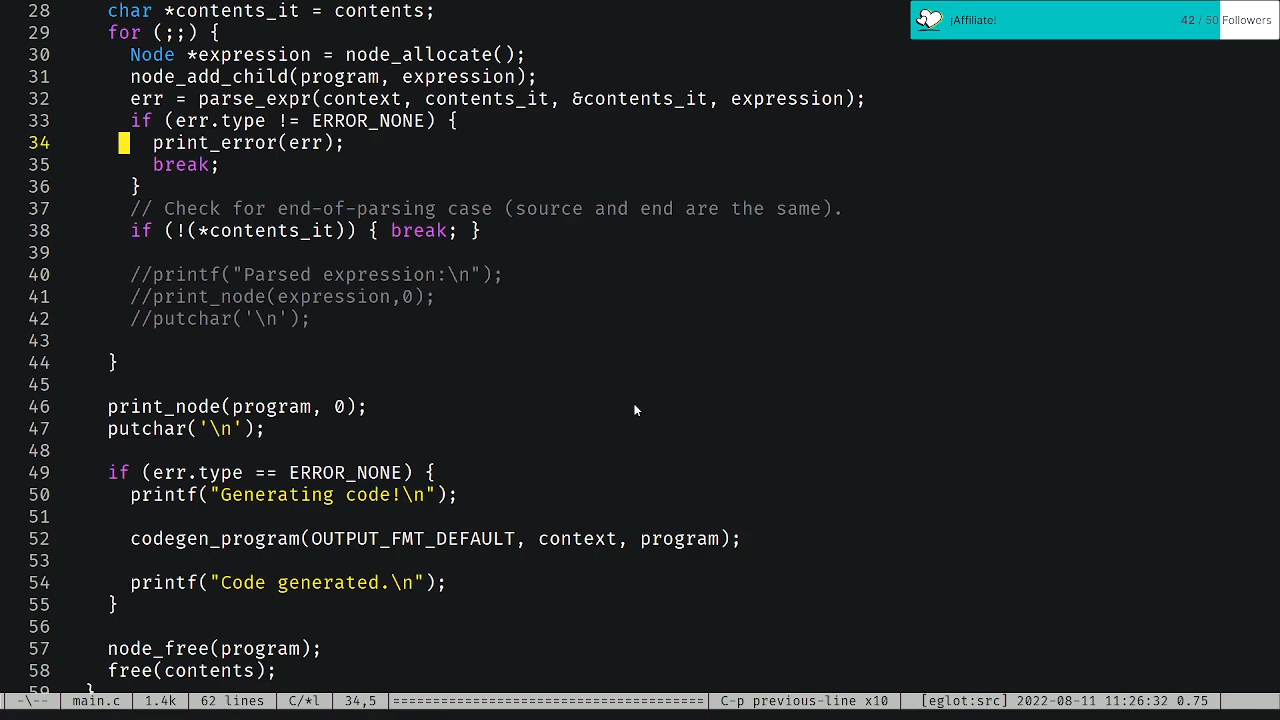 ¡Affiliate! 42 / 50 Followers
28 char *contents_it = contents;
29 for (;;) {
30 Node *expression = node_allocate();
31 node_add_child(program, expression);
32 err = parse_expr(context, contents_it, &contents_it, expression);
33 if (err.type != ERROR_NONE) {
34 print_error(err);
35 break;
36 }
37 // Check for end-of-parsing case (source and end are the same).
38 if (!(*contents_it)) { break; }
39
40 //printf("Parsed expression:\n");
41 //print_node(expression,0);
42 //putchar('\n');
43
44 }
45
46 print_node(program, 0);
47 putchar('\n');
48
49 if (err.type == ERROR_NONE) {
50 printf("Generating code!\n");
51
52 codegen_program(OUTPUT_FMT_DEFAULT, context, program);
53
54 printf("Code generated.\n");
55 }
56
57 node_free(program);
58 free(contents);
59 }
-\-- main.c 1.4k 62 lines C/*l 34,5 =================================== C-p previous-line x10 [eglot:src] 2022-08-11 11:26:32 0.75